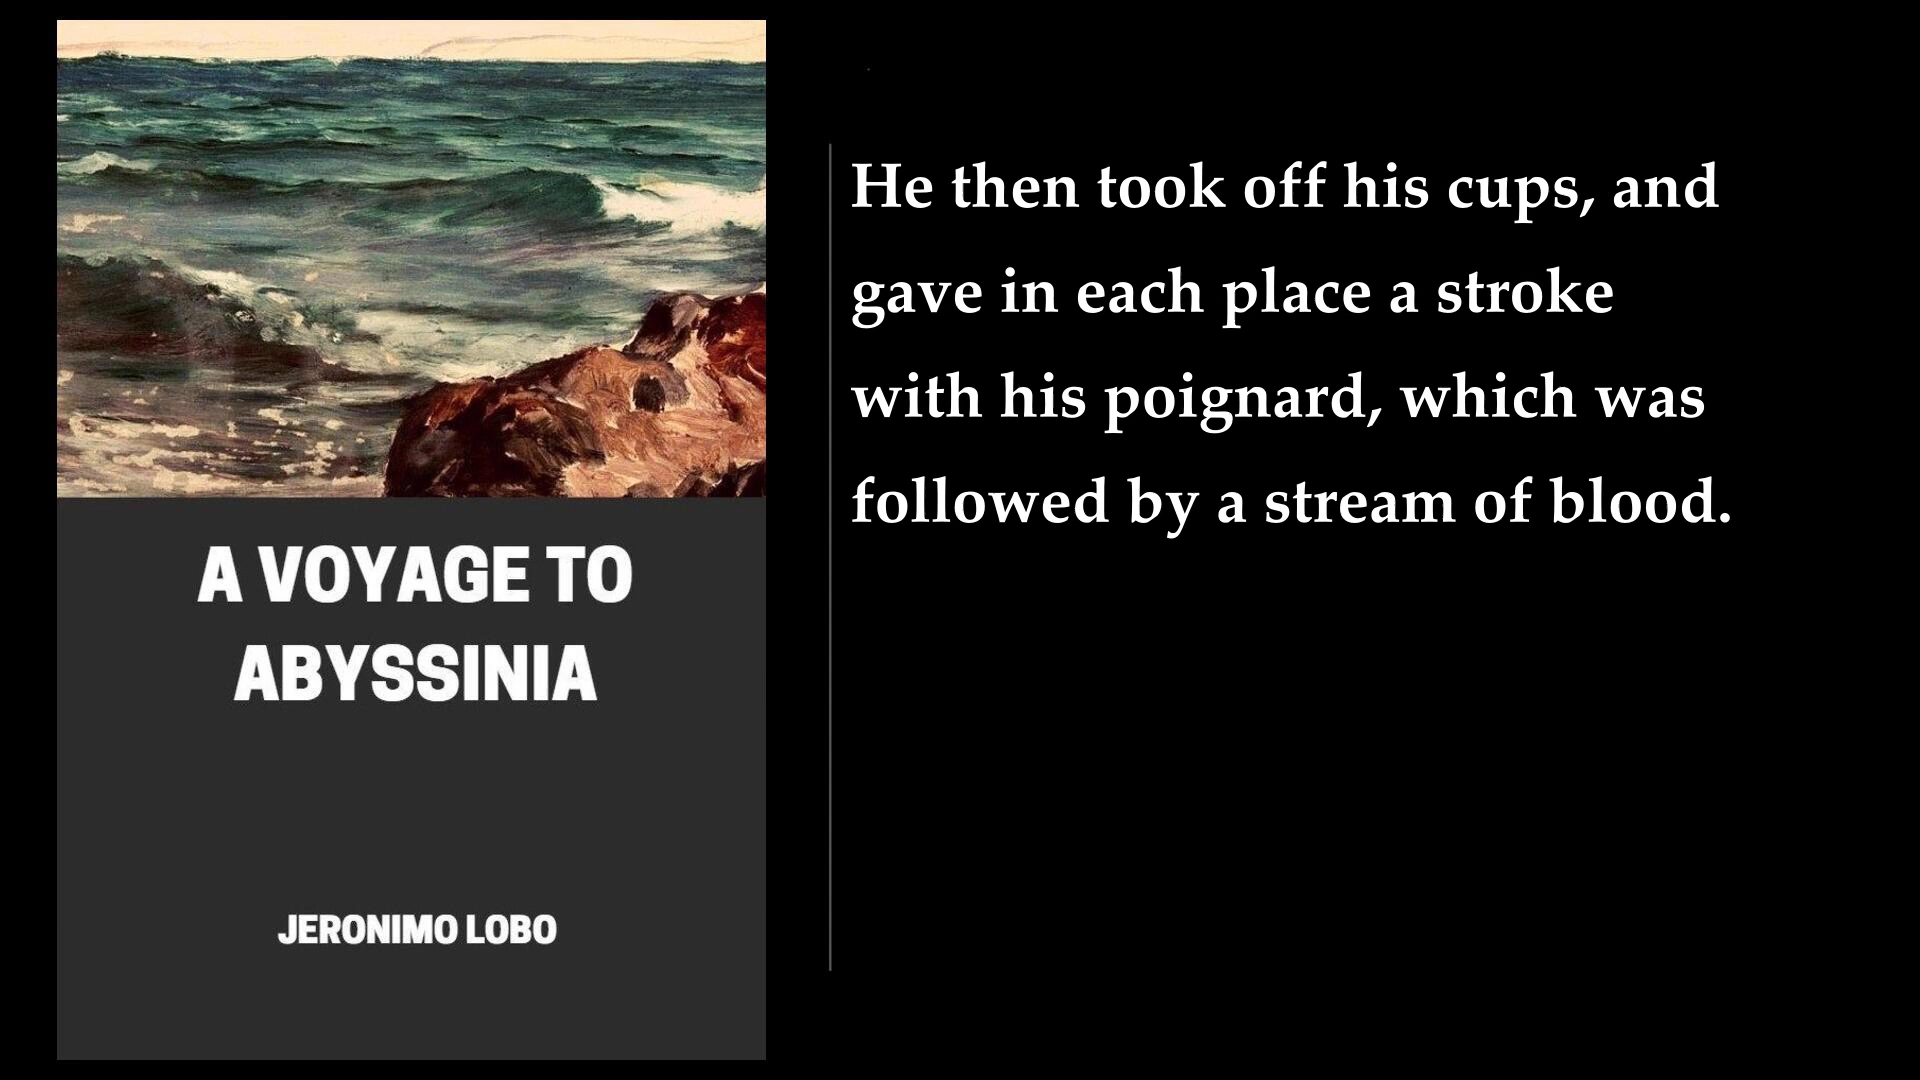 A VOYAGE TO
ABYSSINIA
JERONIMO LOBO
He then took off his cups, and
gave in each place a stroke
with his poignard, which was
followed by a stream of blood.